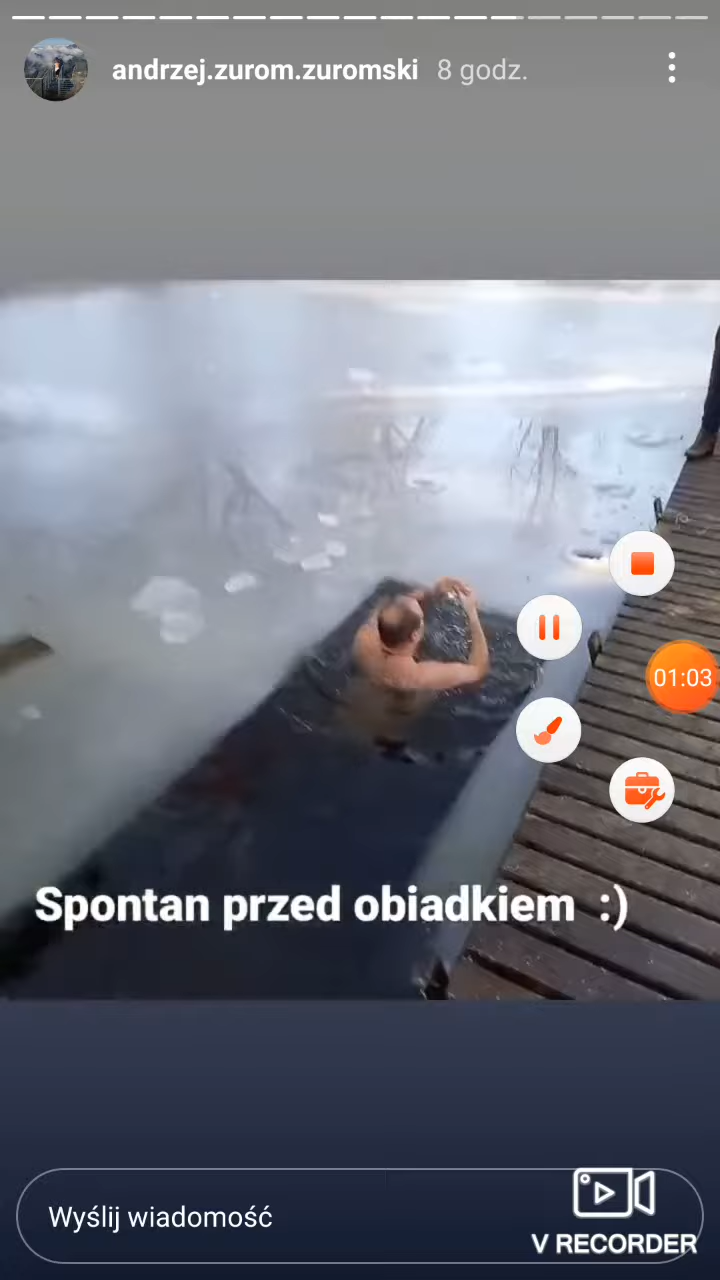 andrzej.zurom.zuromski 8 godz.
01:03
Spontan przed obiadkiem :)
Wyślij wiadomość
V RECORDER